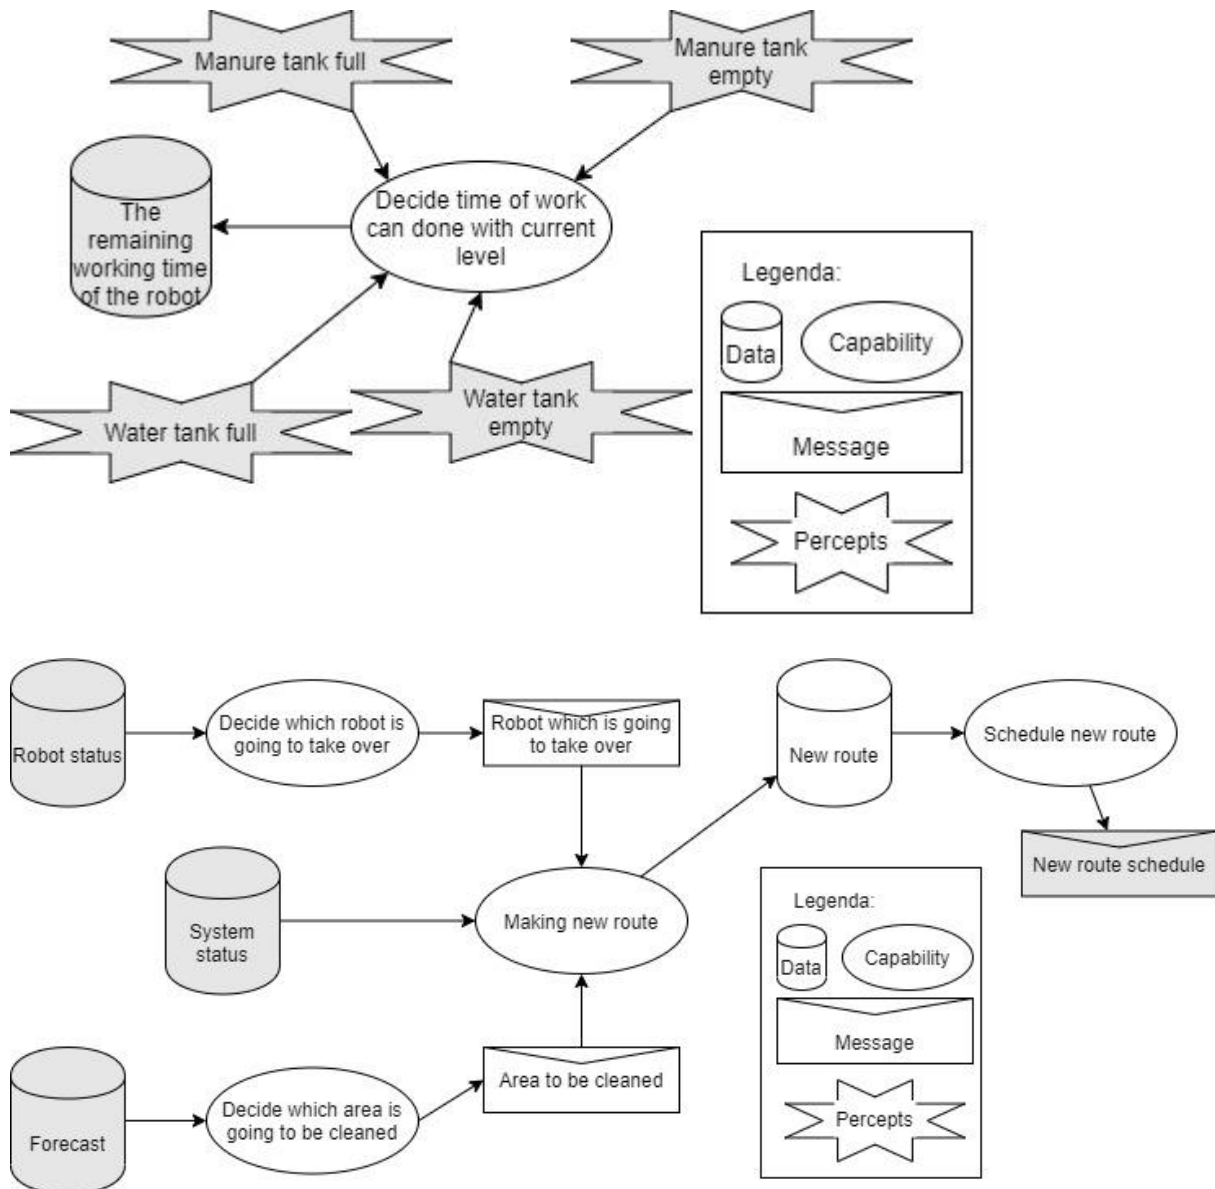 Manure tank full
Manure tank
empty
Decide time of work
can done with current
level
The
remaining
working time
of the robot
Water tank full
Water tank
empty
Legenda:
Data
Capability
Message
Percepts
Robot status
Decide which robot is
going to take over
Robot which is going
to take over
New route
Schedule new route
New route schedule
System
status
Making new route
Forecast
Decide which area is
going to be cleaned
Area to be cleaned
Legenda:
Data
Capability
Message
Percepts